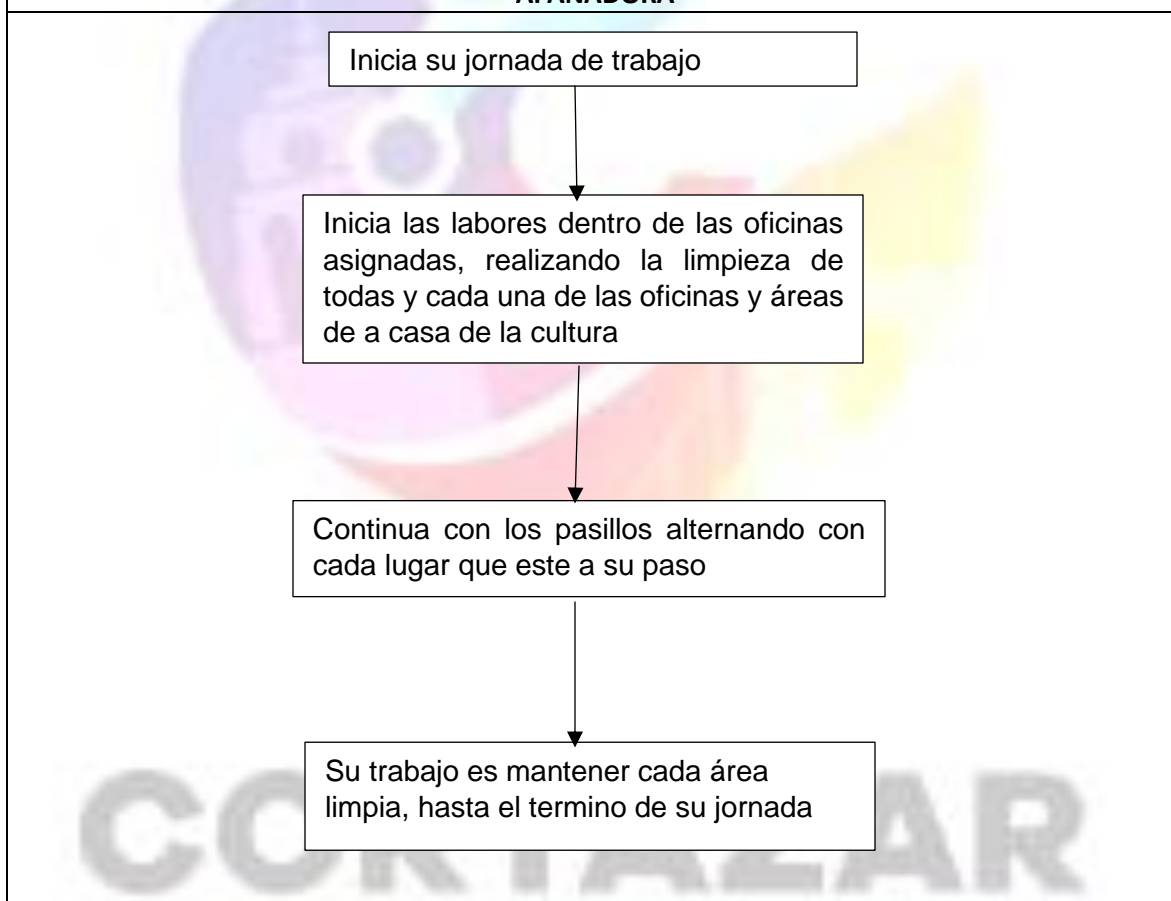 AFANADORA
Inicia su jornada de trabajo
Inicia las labores dentro de las oficinas
asignadas, realizando la limpieza de
todas y cada una de las oficinas y áreas
de a casa de la cultura
Continua con los pasillos alternando con
cada lugar que este a su paso
Su trabajo es mantener cada área
limpia, hasta el termino de su jornada
CORTAZAR